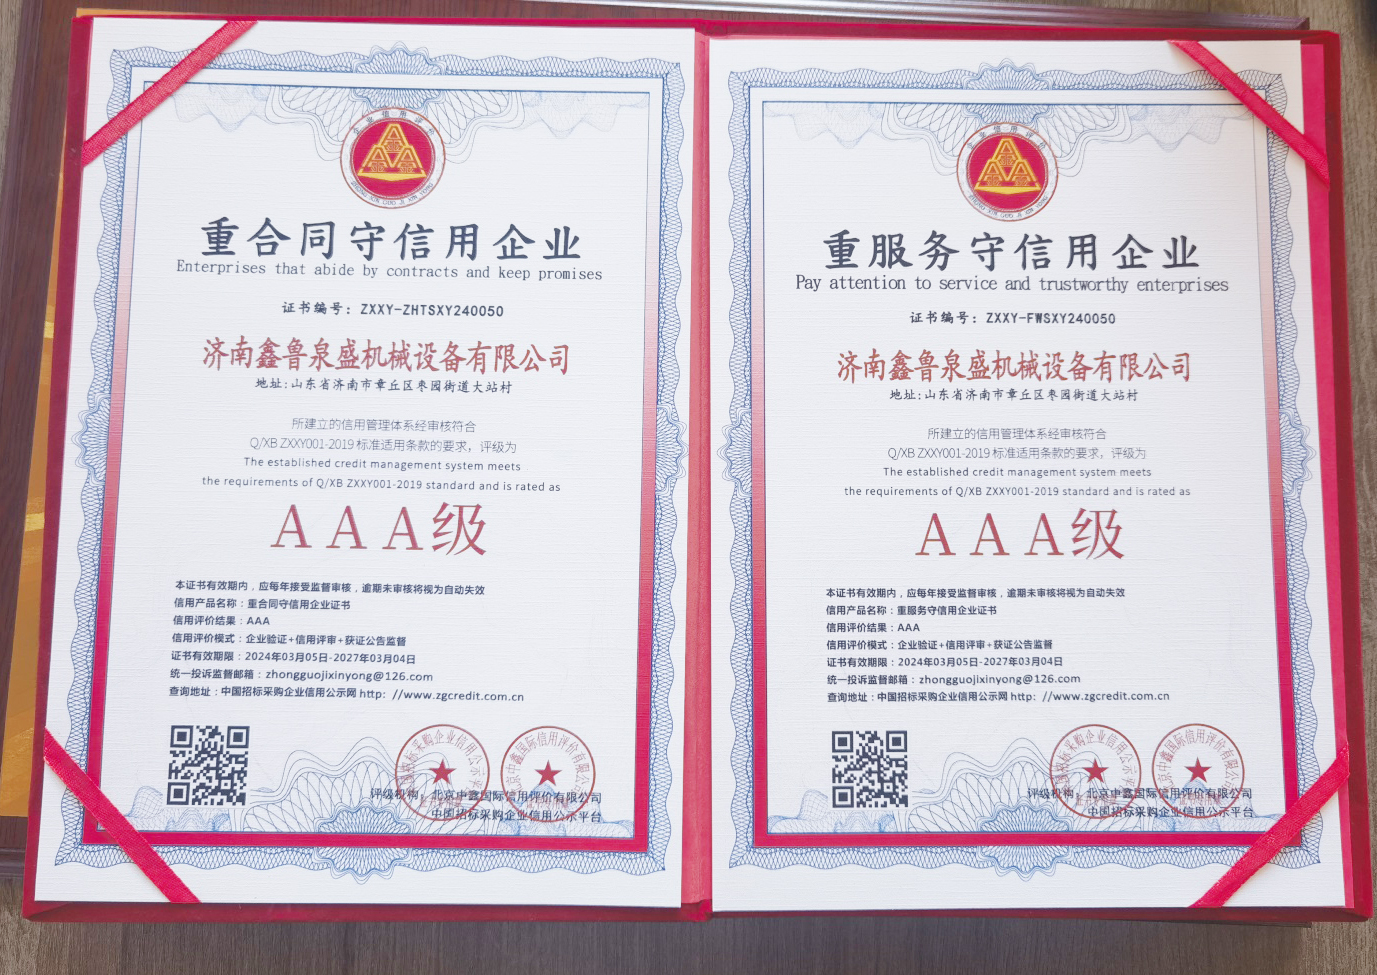 企业信用评价
ZHONG XIN GUO JI XIN YONG
重合同守信用企业
Enterprises that abide by contracts and keep promises
证书编号：ZXXY-ZHTSXY240050
济南鑫鲁泉盛机械设备有限公司
地址:山东省济南市章丘区枣园街道大站村
所建立的信用管理体系经审核符合
Q/XB ZXXY001-2019 标准适用条款的要求，评级为
The established credit management system meets
the requirements of Q/XB ZXXY001-2019 standard and is rated as
AAA级
本证书有效期内，应每年接受监督审核，逾期未审核将视为自动失效
信用产品名称：重合同守信用企业证书
信用评价结果：AAA
信用评价模式：企业验证+信用评审+获证公告监督
证书有效期限：2024年03月05日-2027年03月04日
统一投诉监督邮箱：zhongguojixinyong@126.com
查询地址：中国招标采购企业信用公示网 http: //www.zgcredit.com.cn
评级机构：北京中鑫国际信用评价有限公司
中国招标采购企业信用公示平台
企业信用评价
ZHONG XIN GUO JI XIN YONG
重服务守信用企业
Pay attention to service and trustworthy enterprises
证书编号：ZXXY-FWSXY240050
济南鑫鲁泉盛机械设备有限公司
地址:山东省济南市章丘区枣园街道大站村
所建立的信用管理体系经审核符合
Q/XB ZXXY001-2019 标准适用条款的要求，评级为
The established credit management system meets
the requirements of Q/XB ZXXY001-2019 standard and is rated as
AAA级
本证书有效期内，应每年接受监督审核，逾期未审核将视为自动失效
信用产品名称：重服务守信用企业证书
信用评价结果：AAA
信用评价模式：企业验证+信用评审+获证公告监督
证书有效期限：2024年03月05日-2027年03月04日
统一投诉监督邮箱：zhongguojixinyong@126.com
查询地址：中国招标采购企业信用公示网 http: //www.zgcredit.com.cn
评级机构：北京中鑫国际信用评价有限公司
中国招标采购企业信用公示平台